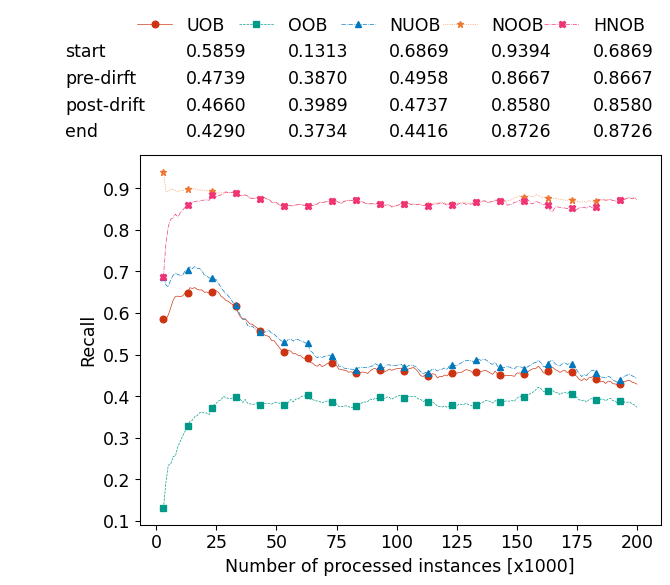 UOB OOB NUOB NOOB HNOB
start 0.5859 0.1313 0.6869 0.9394 0.6869
pre-dirft 0.4739 0.3870 0.4958 0.8667 0.8667
post-drift 0.4660 0.3989 0.4737 0.8580 0.8580
end 0.4290 0.3734 0.4416 0.8726 0.8726
0.9
0.8
0.7
0.6
0.5
0.4
0.3
0.2
0.1
Recall
0 25 50 75 100 125 150 175 200
Number of processed instances [x1000]